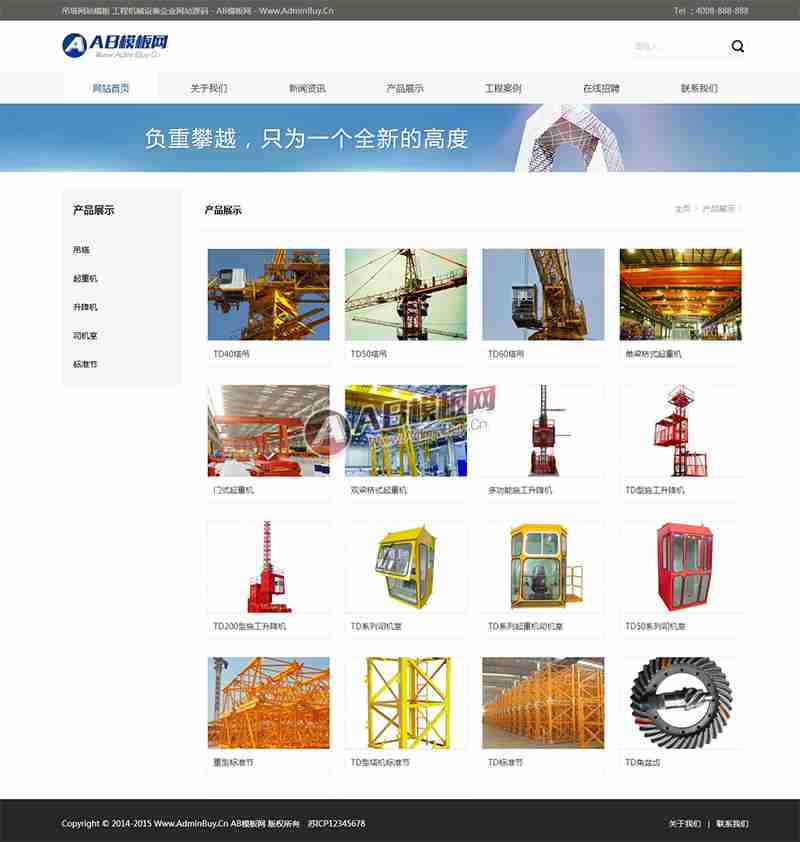 吊塔网站模板 工程机械设备企业网站源码 - AB模板网 - Www.AdminBuy.Cn
Tel：4008-888-888
AB模板网
Www.AdminBuy.Cn
请输入...
网站首页 关于我们 新闻资讯 产品展示 工程案例 在线招聘 联系我们
负重攀越，只为一个全新的高度
产品展示
吊塔
起重机
升降机
司机室
标准节
产品展示
主页 > 产品展示 >
TD40塔吊 TD50塔吊 TD60塔吊 单梁桥式起重机
AB模板网
Www.AdminBuy.Cn
门式起重机 双梁桥式起重机 多功能施工升降机 TD型施工升降机
TD200型施工升降机 TD系列司机室 TD系列起重机司机室 TD50系列司机室
重型标准节 TD型塔机标准节 TD标准节 TD角盆齿
Copyright © 2014-2015 Www.AdminBuy.Cn AB模板网 版权所有 苏ICP12345678
关于我们 | 联系我们